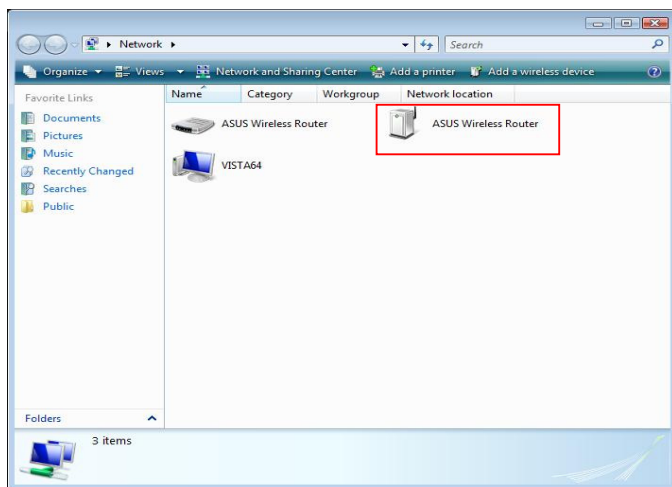 Network
Search
Organize Views Network and Sharing Center Add a printer Add a wireless device
Favorite Links
Documents
Pictures
Music
Recently Changed
Searches
Public
Folders
Name Category Workgroup Network location
ASUS Wireless Router ASUS Wireless Router
VISTA64
3 items